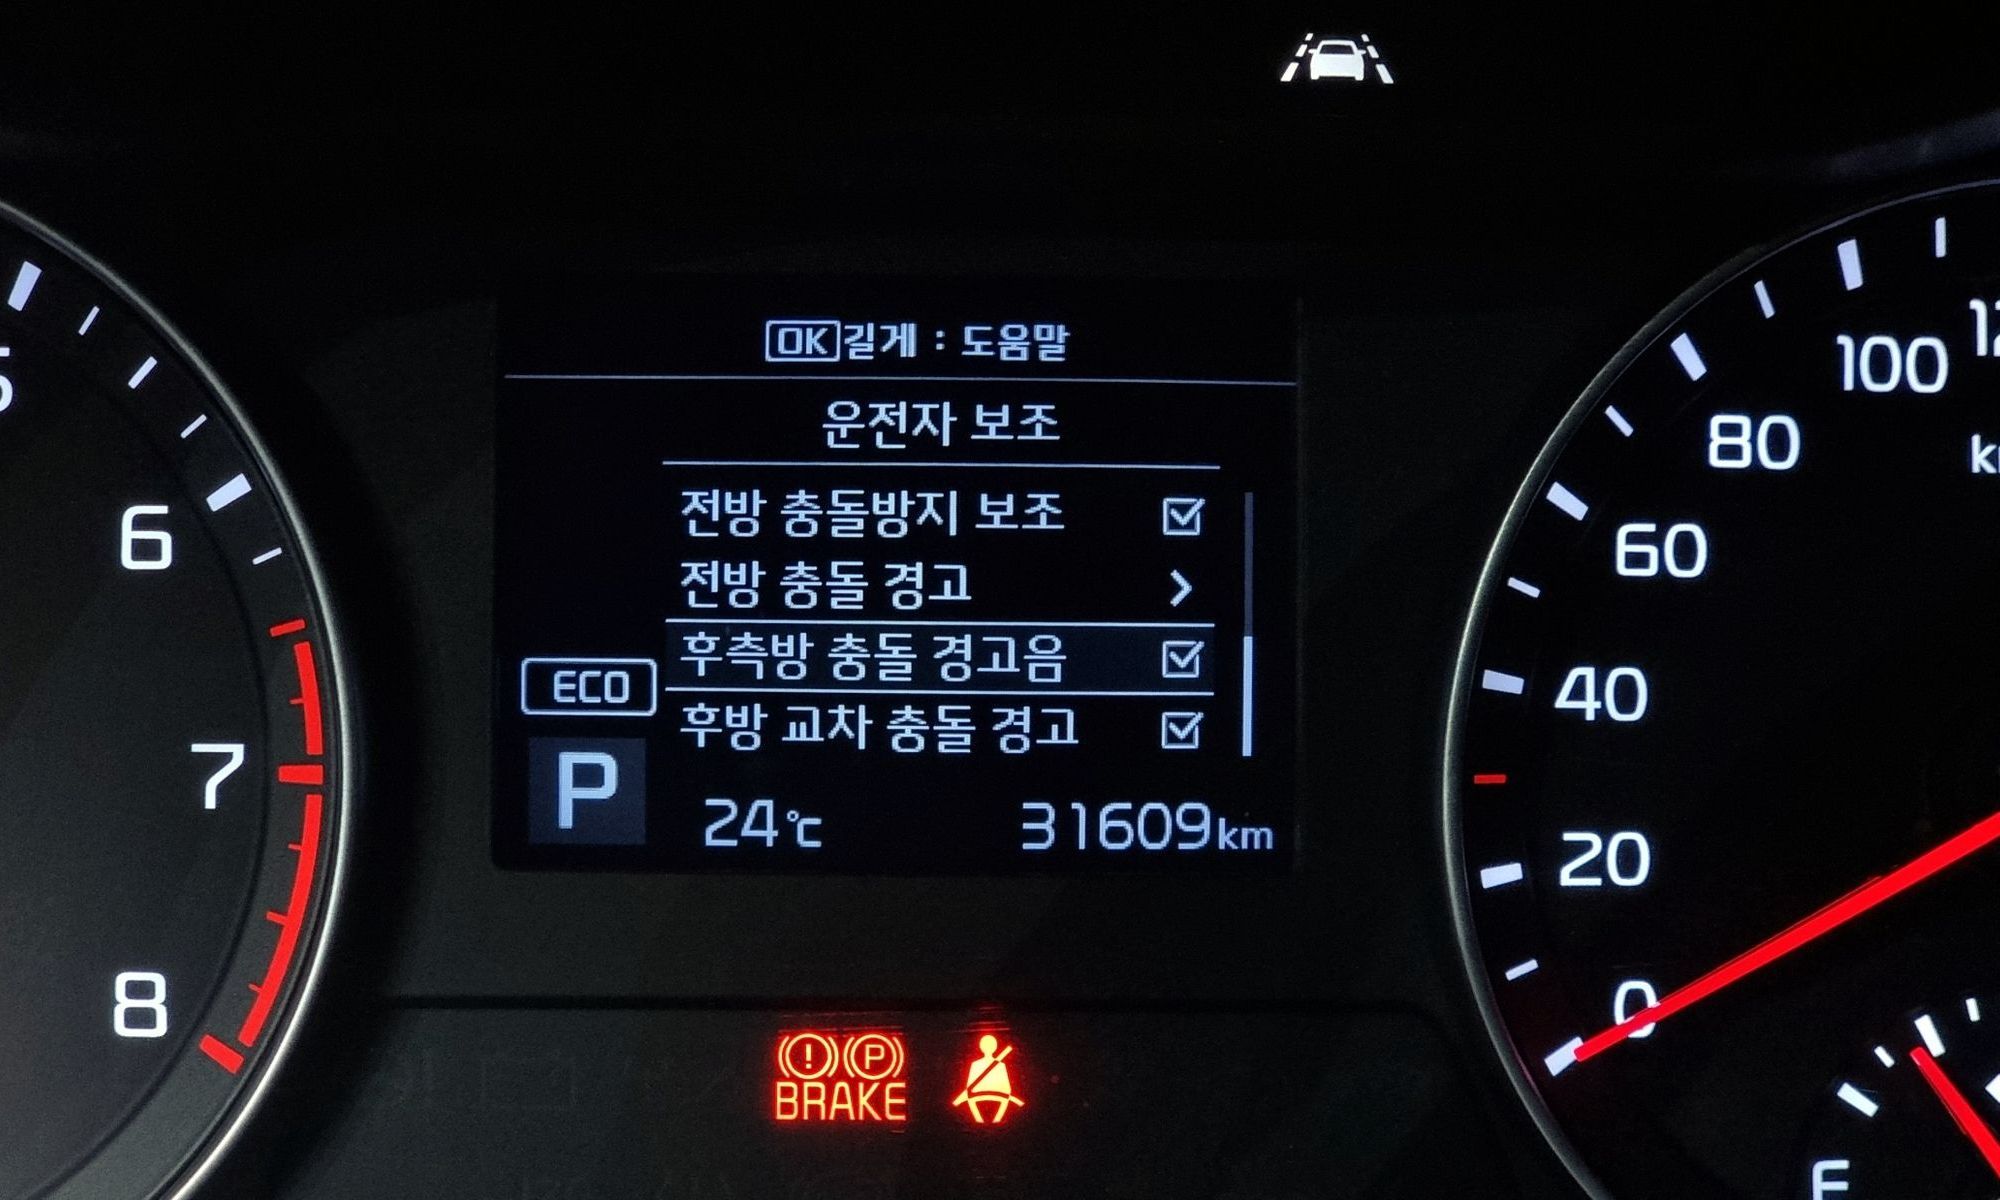 OK 길게 : 도움말
운전자 보조
전방 충돌방지 보조
전방 충돌 경고
후측방 충돌 경고음
후방 교차 충돌 경고
ECO
P
24℃
31609km
6
7
8
100
80
60
40
20
0
BRAKE
P